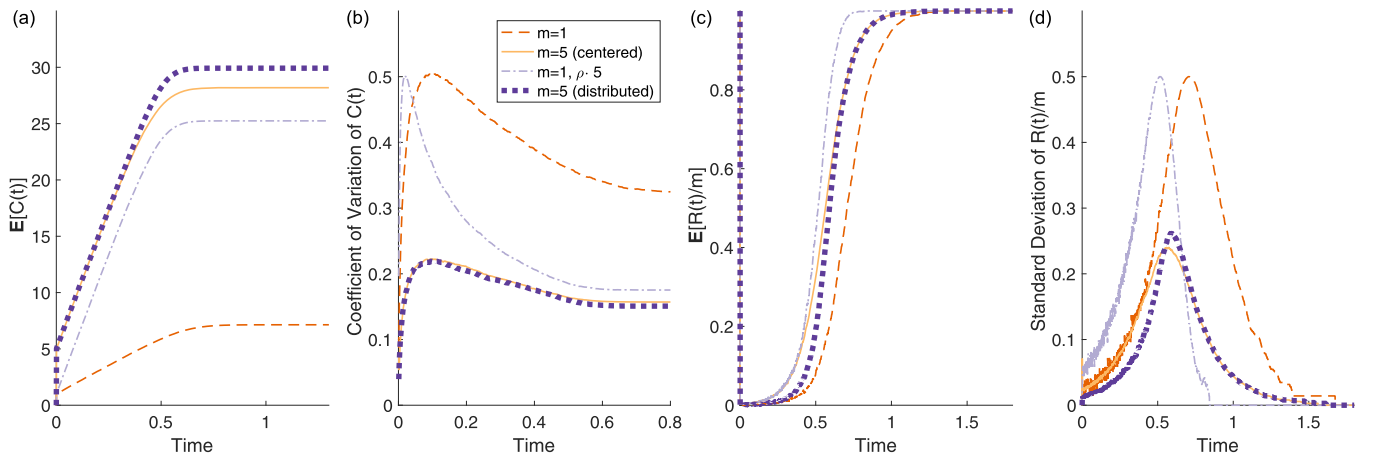 (a)
E[C(t)]
30
25
20
15
10
5
0
0
0.5
1
Time
(b)
Coefficient of Variation of C(t)
0.5
0.4
0.3
0.2
0.1
0
0
0.2
0.4
0.6
0.8
Time
m=1
m=5 (centered)
m=1, ρ· 5
m=5 (distributed)
(c)
E[R(t)/m]
0.8
0.6
0.4
0.2
0
0
0.5
1
1.5
Time
(d)
Standard Deviation of R(t)/m
0.5
0.4
0.3
0.2
0.1
0
0
0.5
1
1.5
Time